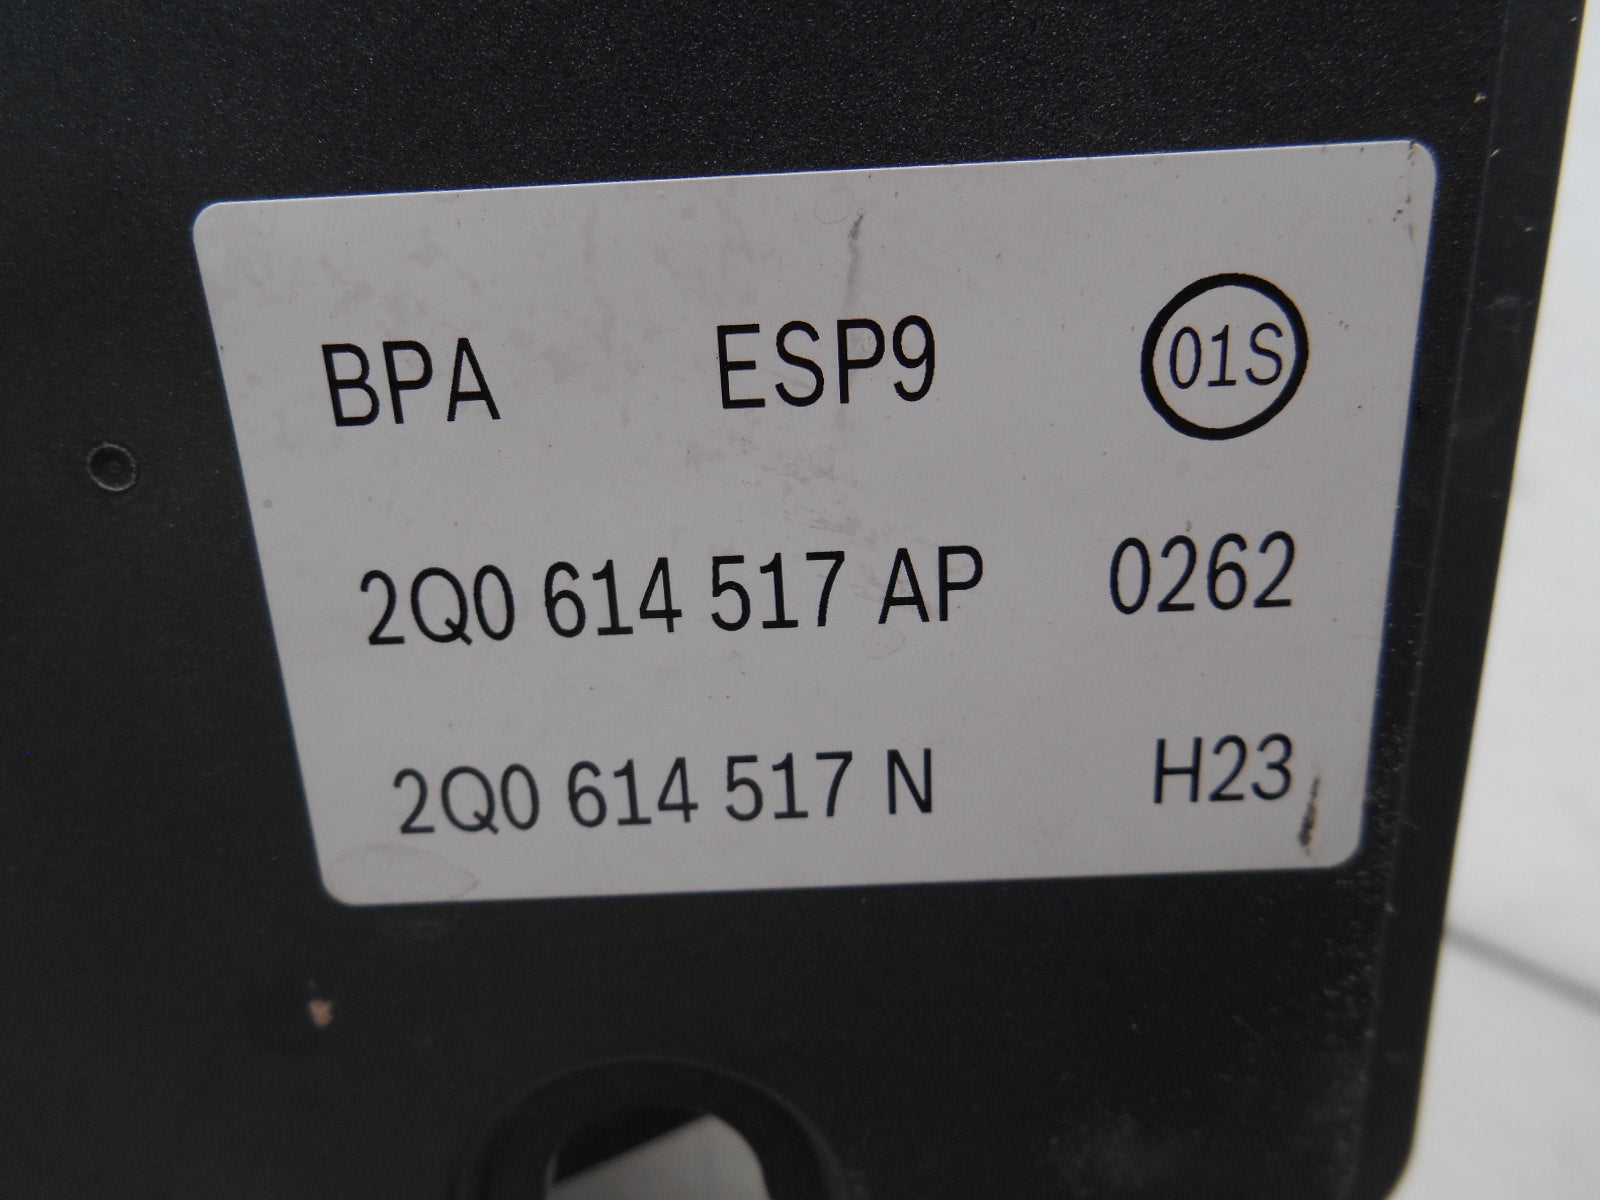 BPA ESP9 01S
2Q0 614 517 AP 0262
2Q0 614 517 N H23